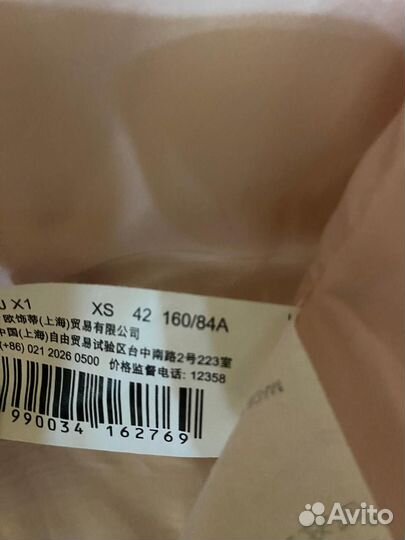 X1 XS 42 160/84A
欧饰蒂(上海)贸易有限公司
中国(上海)自由贸易试验区台中南路2号223室
(+86) 021 2026 0500 价格监督电话: 12358
990034 162769
Avito